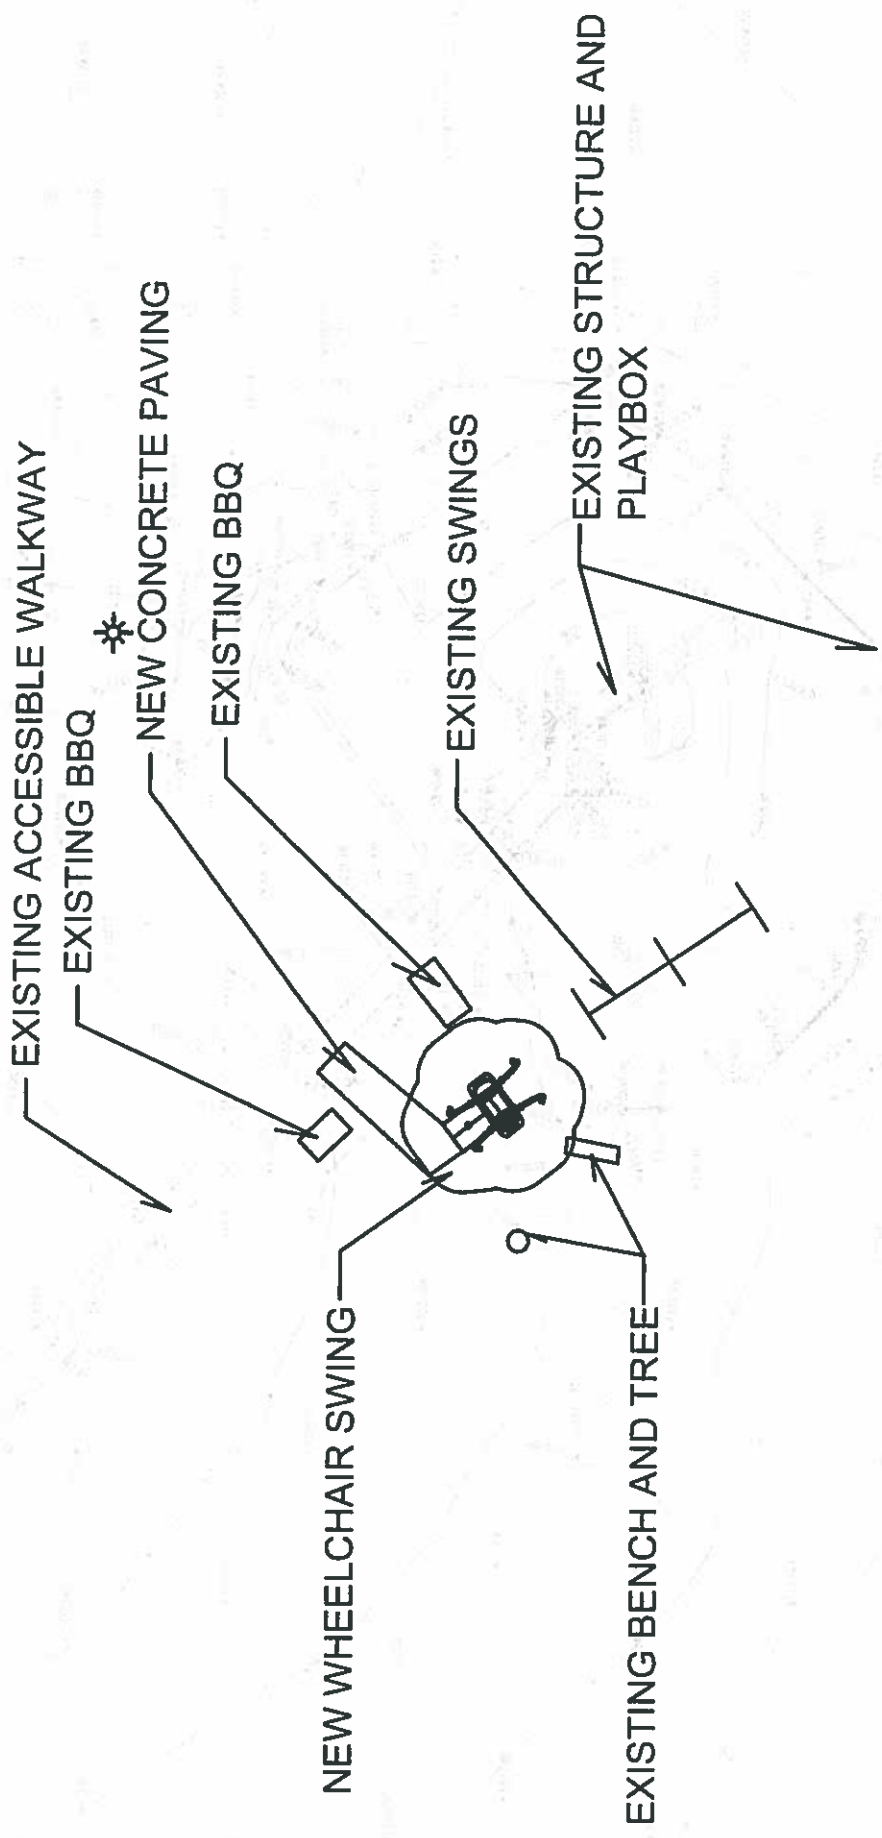 EXISTING ACCESSIBLE WALKWAY
EXISTING BBQ
NEW CONCRETE PAVING
EXISTING BBQ
NEW WHEELCHAIR SWING
EXISTING SWINGS
EXISTING STRUCTURE AND
PLAYBOX
EXISTING BENCH AND TREE